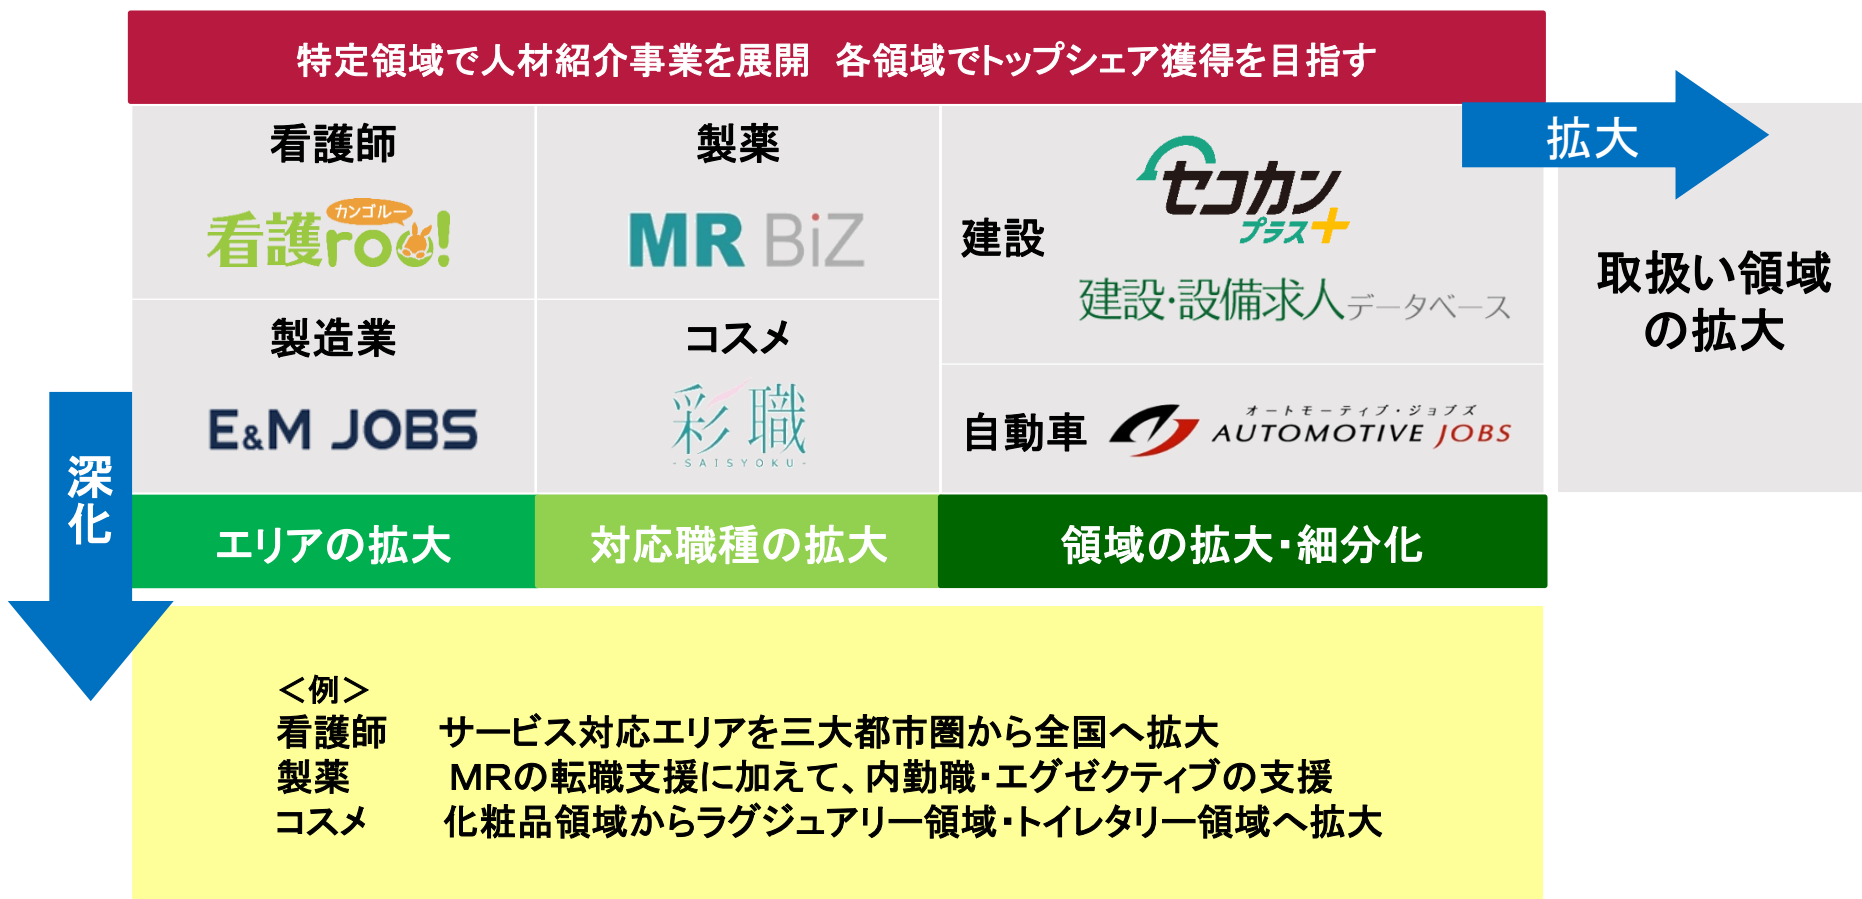 特定領域で人材紹介事業を展開　各領域でトップシェア獲得を目指す
拡大
看護師
カンゴルー
看護roo!
製薬
MR BiZ
建設
セコカン
プラス+
建設・設備求人データベース
取扱い領域
の拡大
製造業
E&M JOBS
コスメ
彩職
-SAISYOKU-
自動車
オートモーティブ・ジョブズ
AUTOMOTIVE JOBS
深化
エリアの拡大
対応職種の拡大
領域の拡大・細分化
＜例＞
看護師　サービス対応エリアを三大都市圏から全国へ拡大
製薬　ＭＲの転職支援に加えて、内勤職・エグゼクティブの支援
コスメ　化粧品領域からラグジュアリー領域・トイレタリー領域へ拡大